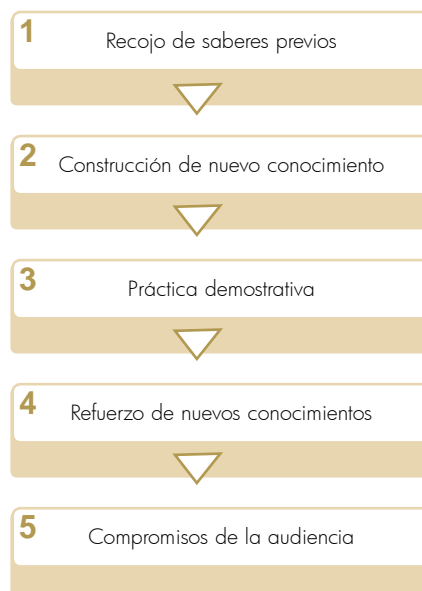 1
Recojo de saberes previos
2
Construcción de nuevo conocimiento
3
Práctica demostrativa
4
Refuerzo de nuevos conocimientos
5
Compromisos de la audiencia